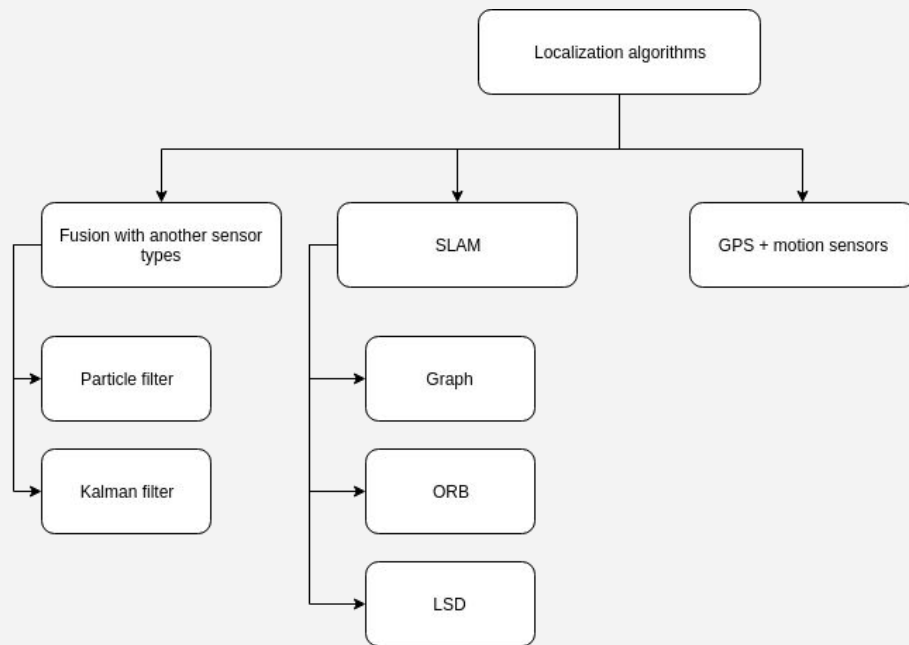 Localization algorithms
Fusion with another sensor
types
SLAM
GPS + motion sensors
Particle filter
Graph
Kalman filter
ORB
LSD